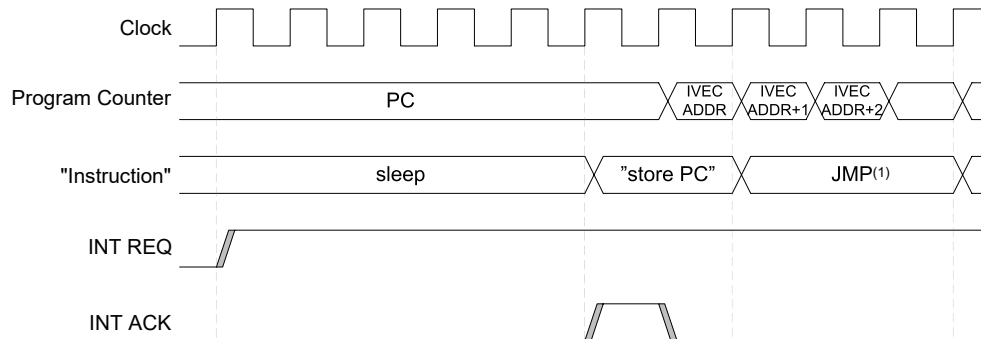 Clock
Program Counter
PC
IVEC
ADDR
IVEC
ADDR+1
IVEC
ADDR+2
"Instruction"
sleep
”store PC”
JMP(1)
INT REQ
INT ACK